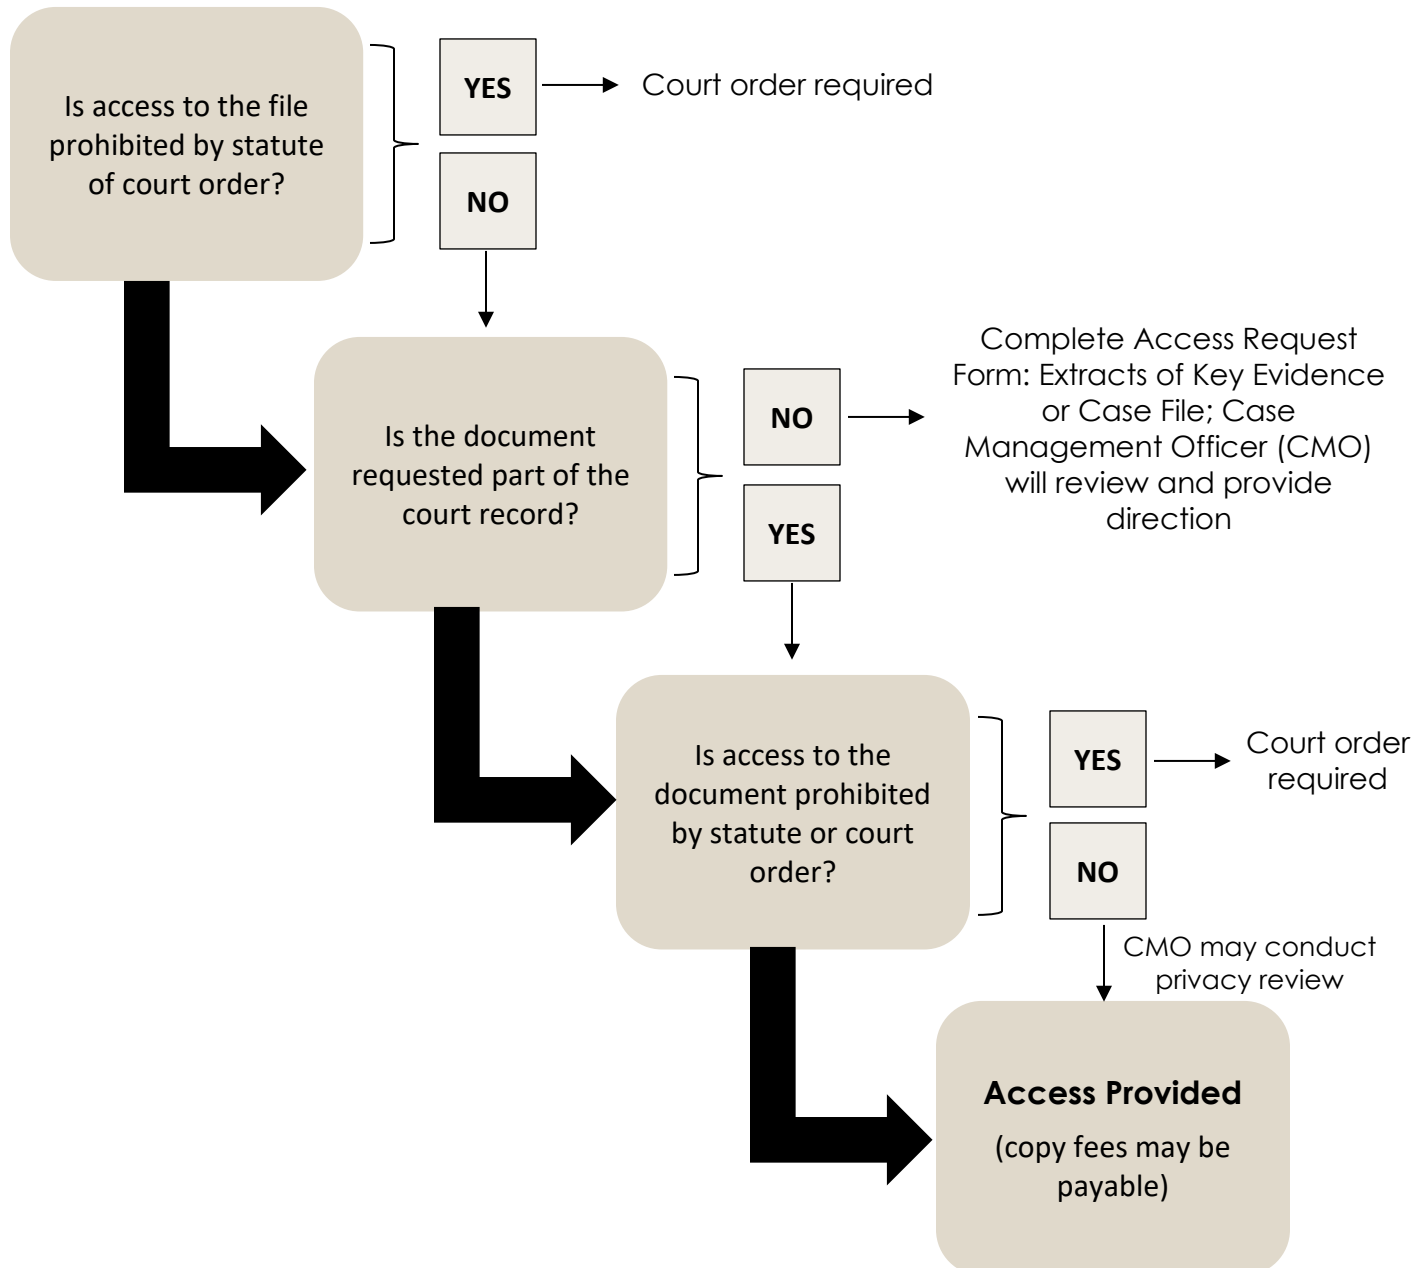 Is access to the file
prohibited by statute
of court order?
YES
Court order required
NO
Is the document
requested part of the
court record?
NO
Complete Access Request
Form: Extracts of Key Evidence
or Case File; Case
Management Officer (CMO)
will review and provide
direction
YES
Is access to the
document prohibited
by statute or court
order?
YES
Court order
required
NO
CMO may conduct
privacy review
Access Provided
(copy fees may be
payable)